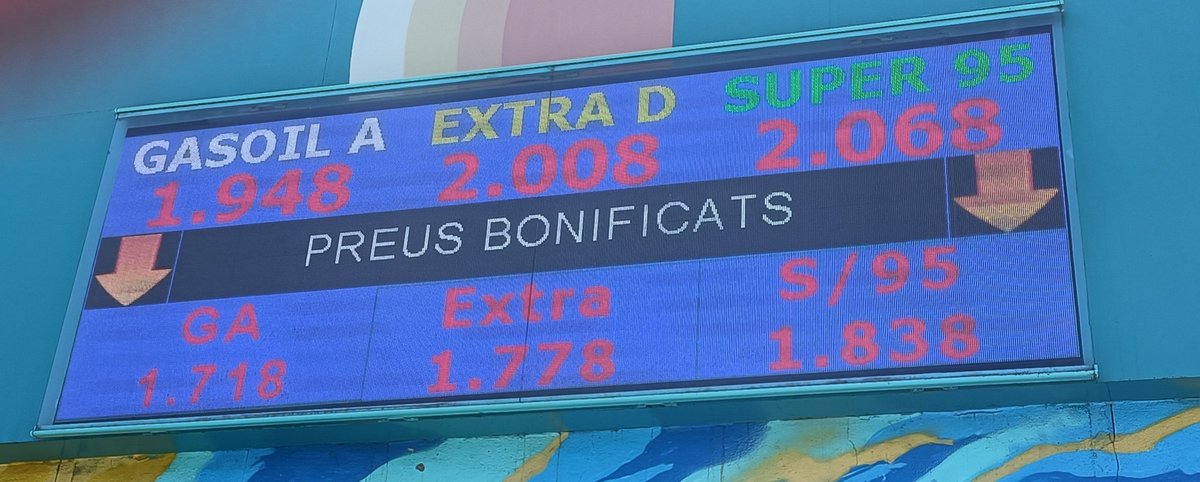 GASOIL A EXTRA D SUPER 95
1.948 2.008 2.068
PREUS BONIFICATS
GA Extra S/95
1.718 1.778 1.838